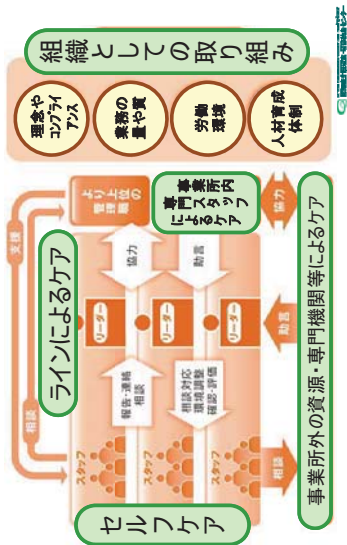 組織としての取り組み
理念や
コンプライ
アンス
業務の
量や質
労働
環境
人材育成
体制
支援
相談
ラインによるケア
より上位の
管理層
事業所内
専門スタッフ
によるケア
協力
助言
リーダー
リーダー
リーダー
報告・連絡
相談
相談対応
環境調整
確認・評価
スタッフ
スタッフ
スタッフ
セルフケア
相談
助言
協力
事業所外の資源・専門機関等によるケア